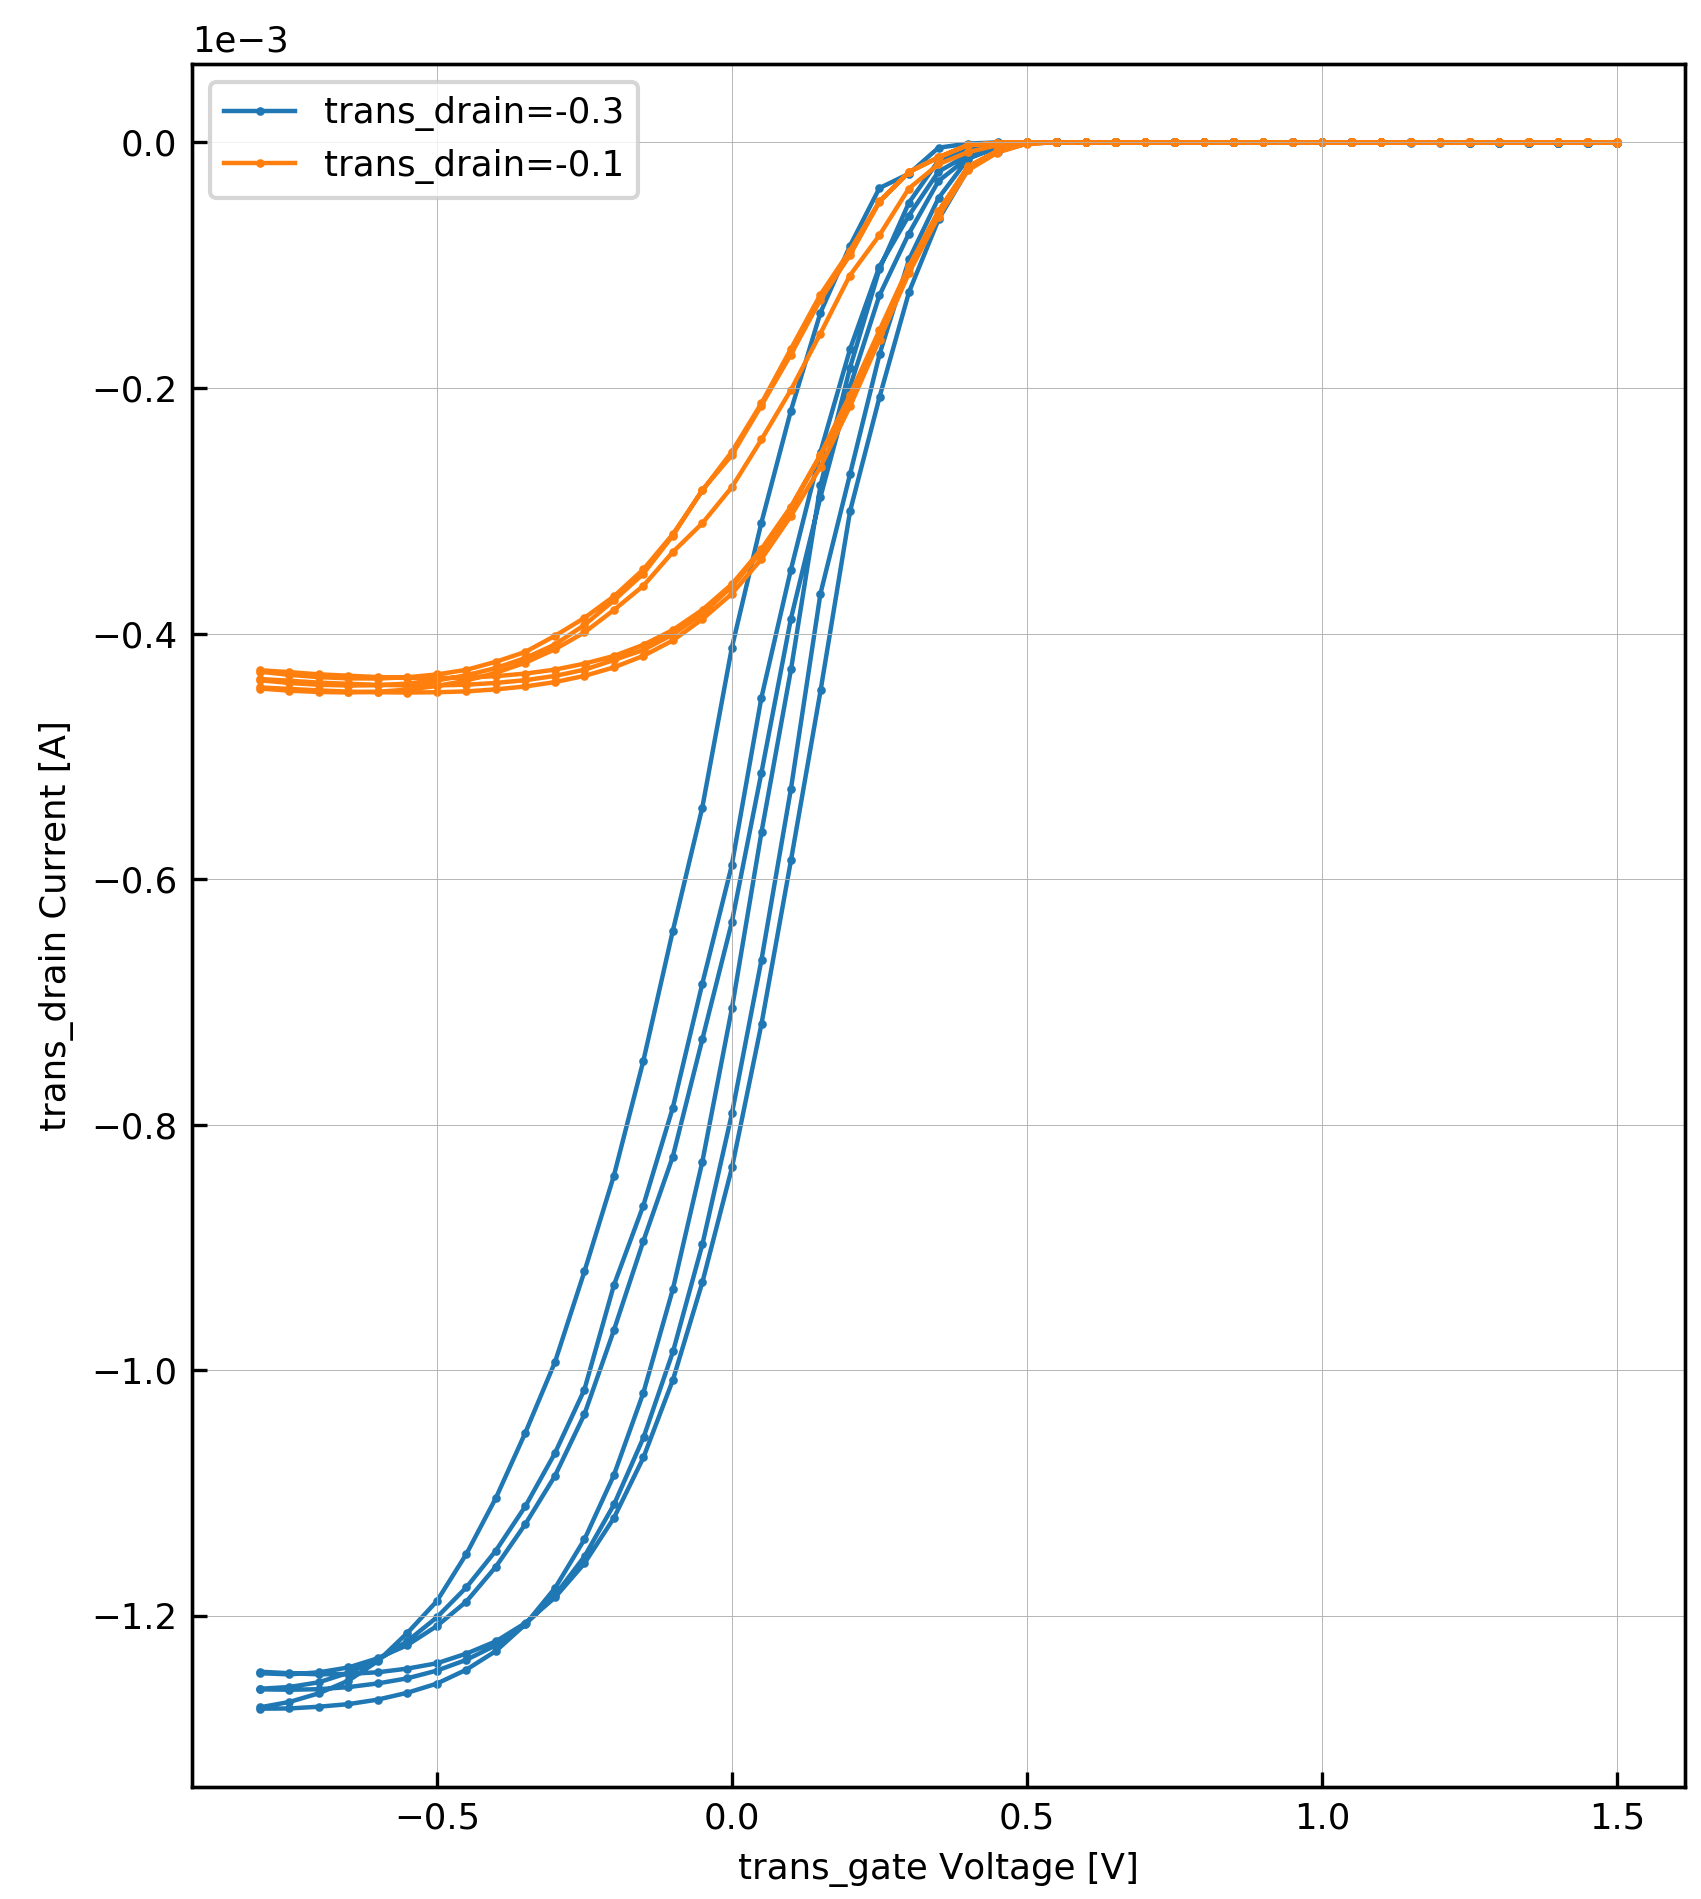 1e−3
trans_drain=-0.3
trans_drain=-0.1
0.0
−0.2
−0.4
−0.6
−0.8
−1.0
−1.2
trans_drain Current [A]
−0.5
0.0
0.5
1.0
1.5
trans_gate Voltage [V]